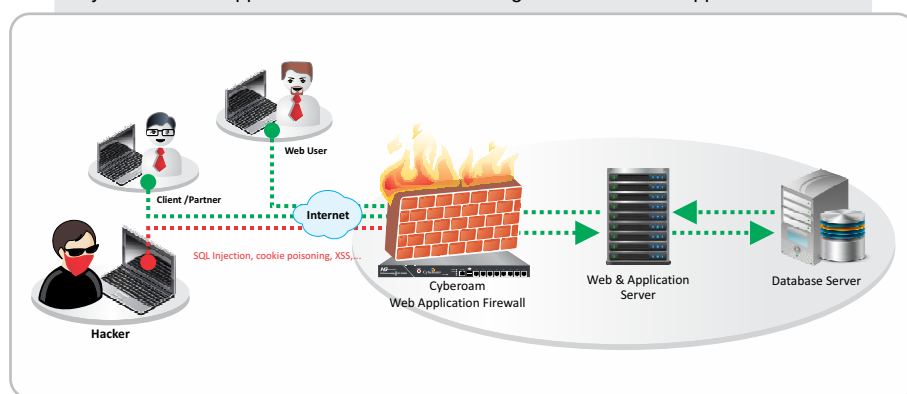 Web User
Client /Partner
Internet
SQL Injection, cookie poisoning, XSS,...
Hacker
Cyberoam
Web Application Firewall
Web & Application
Server
Database Server